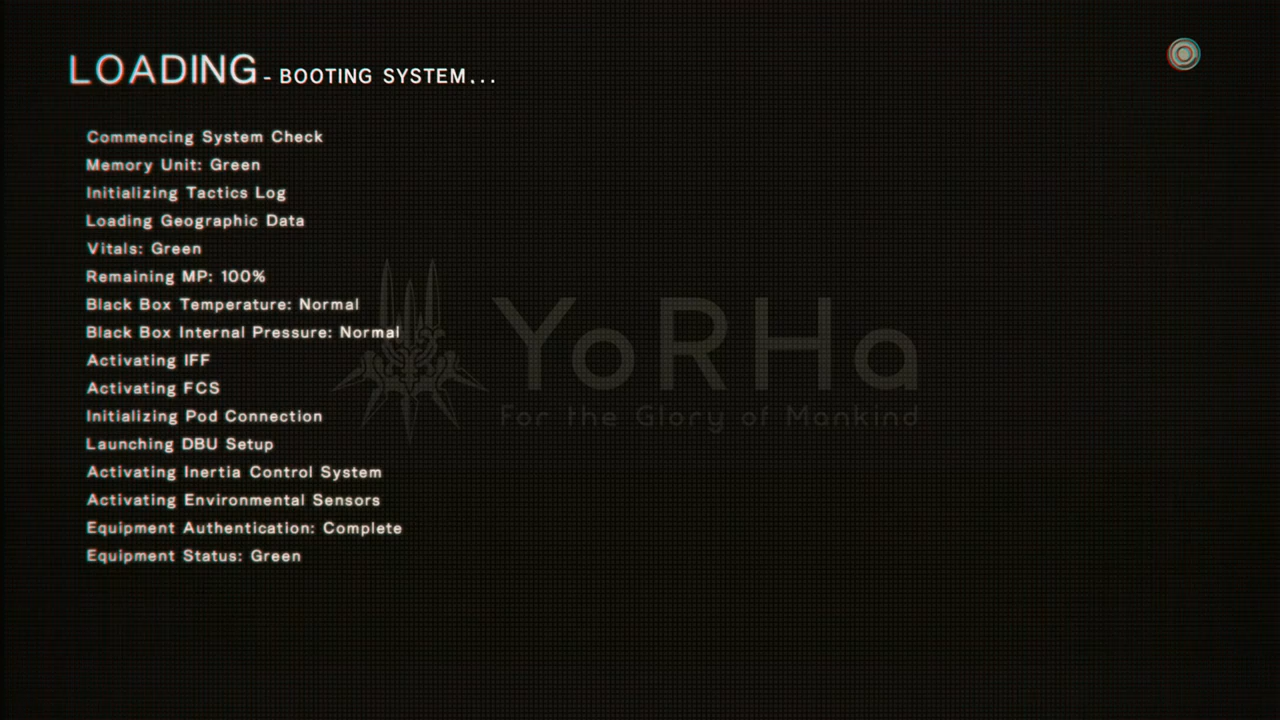 LOADING - BOOTING SYSTEM...
Commencing System Check
Memory Unit: Green
Initializing Tactics Log
Loading Geographic Data
Vitals: Green
Remaining MP: 100%
Black Box Temperature: Normal
Black Box Internal Pressure: Normal
Activating IFF
Activating FCS
Initializing Pod Connection
Launching DBU Setup
Activating Inertia Control System
Activating Environmental Sensors
Equipment Authentication: Complete
Equipment Status: Green
YoRHa
For the Glory of Mankind